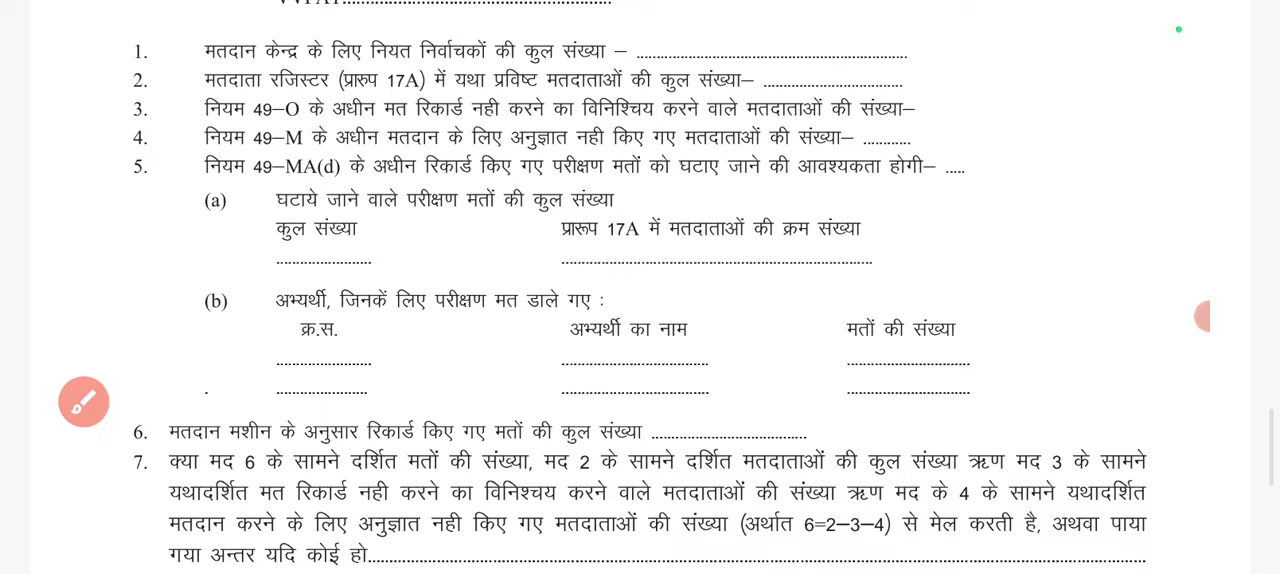 1. मतदान केन्द्र के लिए नियत निर्वाचकों की कुल संख्या – ....................................................................
2. मतदाता रजिस्टर (प्रारूप 17A) में यथा प्रविष्ट मतदाताओं की कुल संख्या– ...................................
3. नियम 49–O के अधीन मत रिकार्ड नही करने का विनिश्चिय करने वाले मतदाताओं की संख्या–
4. नियम 49–M के अधीन मतदान के लिए अनुज्ञात नही किए गए मतदाताओं की संख्या– ............
5. नियम 49–MA(d) के अधीन रिकार्ड किए गए परीक्षण मतों को घटाए जाने की आवश्यकता होगी– .....
(a) घटाये जाने वाले परीक्षण मतों की कुल संख्या
कुल संख्या प्रारूप 17A में मतदाताओं की क्रम संख्या
........................ ...............................................................................
(b) अभ्यर्थी, जिनकें लिए परीक्षण मत डाले गए :
क्र.स. अभ्यर्थी का नाम मतों की संख्या
........................ ..................................... ...............................
. ....................... ..................................... ...............................
6. मतदान मशीन के अनुसार रिकार्ड किए गए मतों की कुल संख्या .......................................
7. क्या मद 6 के सामने दर्शित मतों की संख्या, मद 2 के सामने दर्शित मतदाताओं की कुल संख्या ऋण मद 3 के सामने
यथादर्शित मत रिकार्ड नही करने का विनिश्चय करने वाले मतदाताओं की संख्या ऋण मद के 4 के सामने यथादर्शित
मतदान करने के लिए अनुज्ञात नही किए गए मतदाताओं की संख्या (अर्थात 6=2–3–4) से मेल करती है, अथवा पाया
गया अन्तर यदि कोई हो....................................................................................................